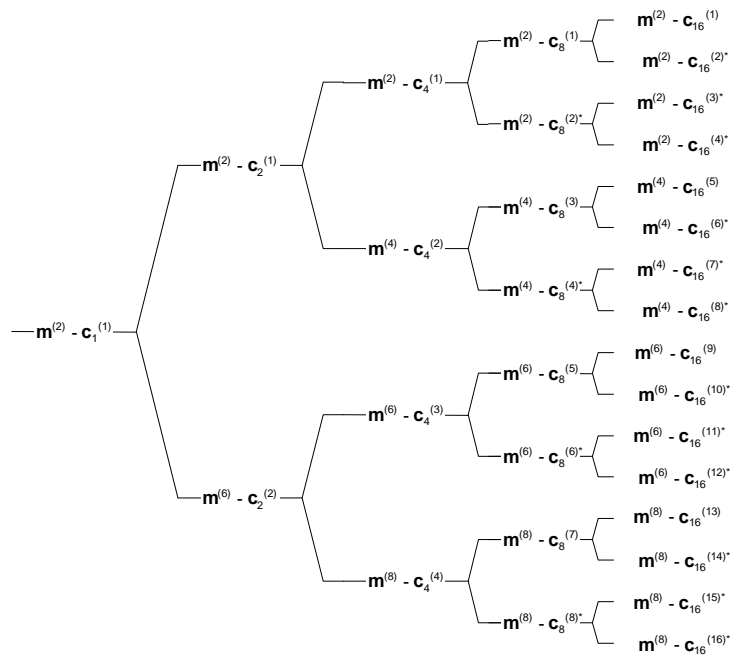 m(2) - c16(1)
m(2) - c8(1)
m(2) - c16(2)*
m(2) - c4(1)
m(2) - c16(3)*
m(2) - c8(2)*
m(2) - c16(4)*
m(2) - c2(1)
m(4) - c16(5)
m(4) - c8(3)
m(4) - c16(6)*
m(4) - c4(2)
m(4) - c16(7)*
m(4) - c8(4)*
m(4) - c16(8)*
m(2) - c1(1)
m(6) - c16(9)
m(6) - c8(5)
m(6) - c16(10)*
m(6) - c4(3)
m(6) - c16(11)*
m(6) - c8(6)*
m(6) - c16(12)*
m(6) - c2(2)
m(8) - c16(13)
m(8) - c8(7)
m(8) - c16(14)*
m(8) - c4(4)
m(8) - c16(15)*
m(8) - c8(8)*
m(8) - c16(16)*